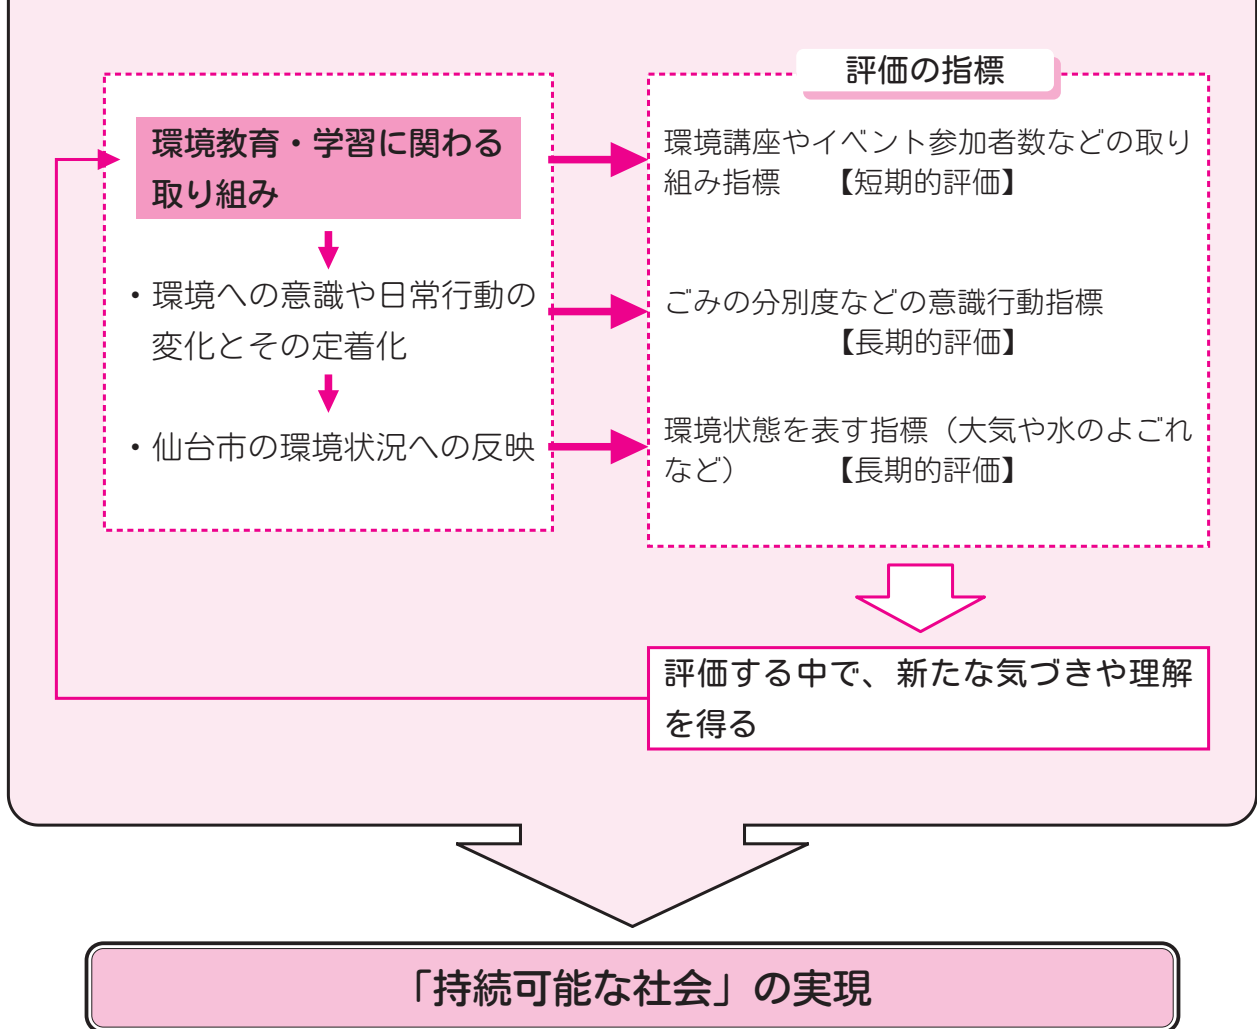 環境教育・学習に関わる
取り組み
・環境への意識や日常行動の
変化とその定着化
・仙台市の環境状況への反映
評価の指標
環境講座やイベント参加者数などの取り
組み指標　【短期的評価】
ごみの分別度などの意識行動指標
【長期的評価】
環境状態を表す指標（大気や水のよごれ
など）　【長期的評価】
評価する中で、新たな気づきや理解
を得る
「持続可能な社会」の実現